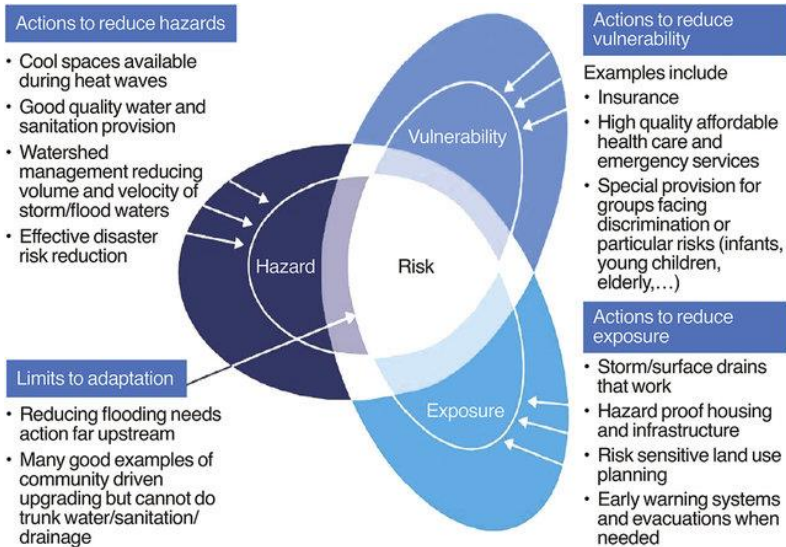 Actions to reduce hazards
• Cool spaces available
during heat waves
• Good quality water and
sanitation provision
• Watershed
management reducing
volume and velocity of
storm/flood waters
• Effective disaster
risk reduction
Limits to adaptation
• Reducing flooding needs
action far upstream
• Many good examples of
community driven
upgrading but cannot do
trunk water/sanitation/
drainage
Vulnerability
Hazard
Risk
Exposure
Actions to reduce
vulnerability
Examples include
• Insurance
• High quality affordable
health care and
emergency services
• Special provision for
groups facing
discrimination or
particular risks (infants,
young children,
elderly,...)
Actions to reduce
exposure
• Storm/surface drains
that work
• Hazard proof housing
and infrastructure
• Risk sensitive land use
planning
• Early warning systems
and evacuations when
needed